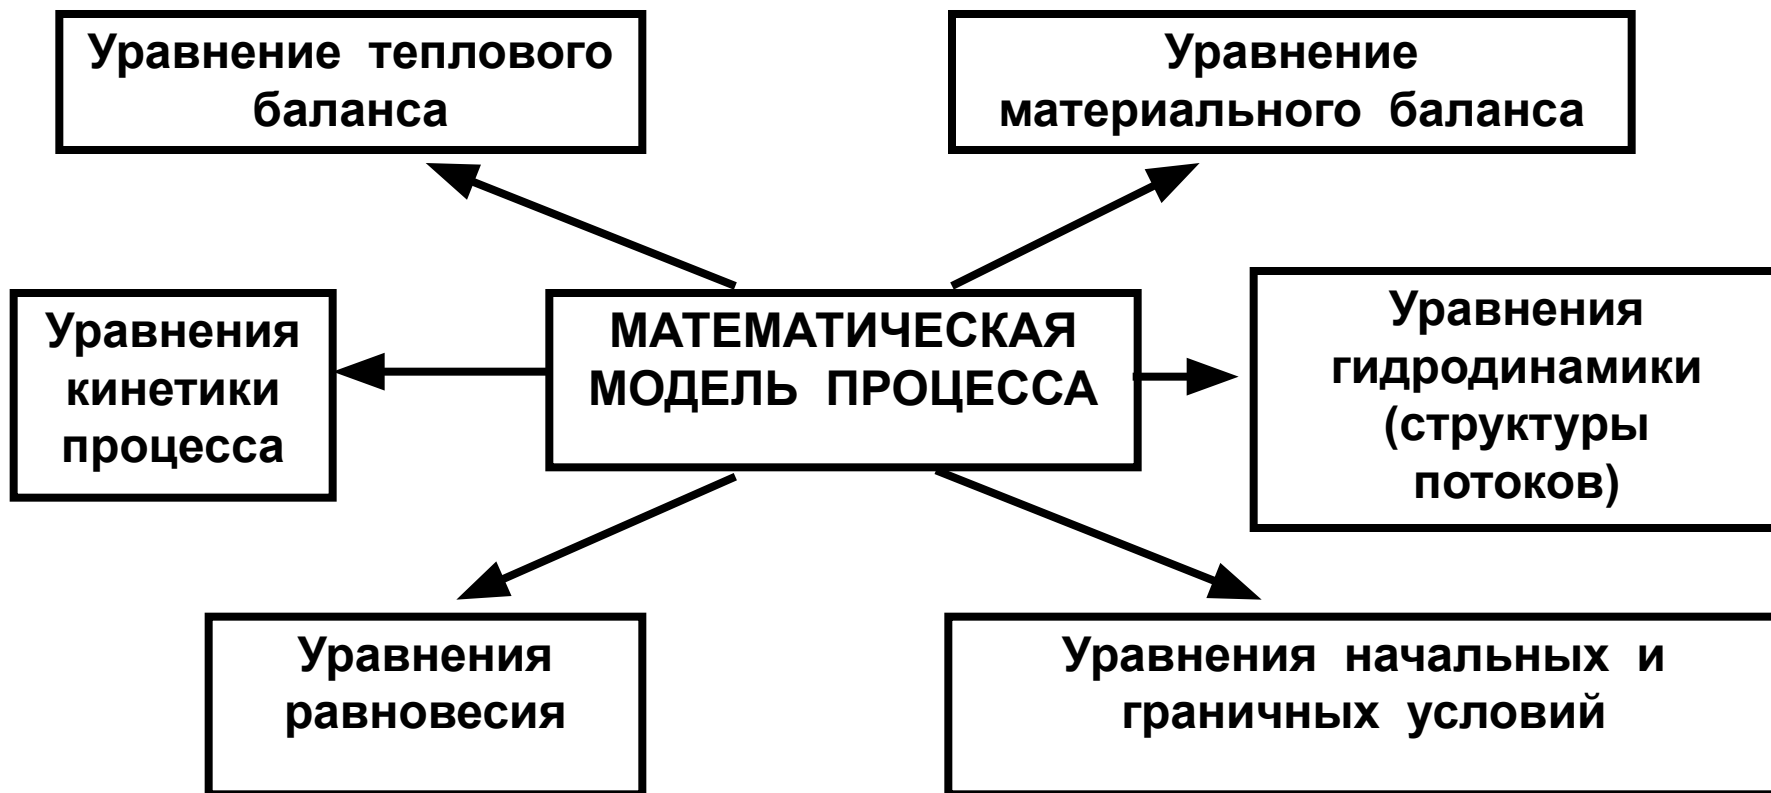 Уравнение теплового
баланса
Уравнение
материального баланса
Уравнения
кинетики
процесса
МАТЕМАТИЧЕСКАЯ
МОДЕЛЬ ПРОЦЕССА
Уравнения
гидродинамики
(структуры
потоков)
Уравнения
равновесия
Уравнения начальных и
граничных условий